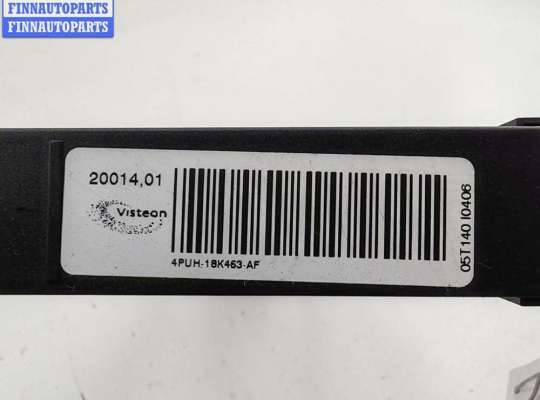 FINNAUTOPARTS
FINNAUTOPARTS
20014,01
Visteon
4PUH-18K463-AF
05T140 I0406